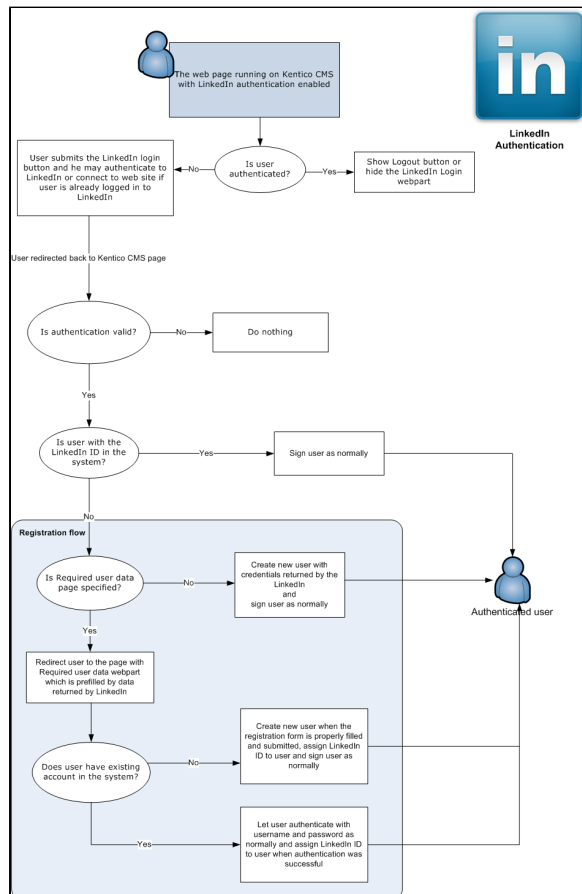 The web page running on Kentico CMS
with LinkedIn authentication enabled
in
LinkedIn
Authentication
User submits the LinkedIn login
button and he may authenticate to
LinkedIn or connect to web site if
user is already logged in to
LinkedIn
No
Is user
authenticated?
Yes
Show Logout button or
hide the LinkedIn Login
webpart
User redirected back to Kentico CMS page
Is authentication valid?
No
Do nothing
Yes
Is user with the
LinkedIn ID in the
system?
Yes
Sign user as normally
No
Registration flow
Is Required user data
page specified?
No
Create new user with
credentials returned by the
LinkedIn
and
sign user as normally
Authenticated user
Yes
Redirect user to the page with
Required user data webpart
which is prefilled by data
returned by LinkedIn
Does user have existing
account in the system?
No
Create new user when the
registration form is properly filled
and submitted, assign LinkedIn
ID to user and sign user as
normally
Yes
Let user authenticate with
username and password as
normally and assign LinkedIn ID
to user when authentication was
successful